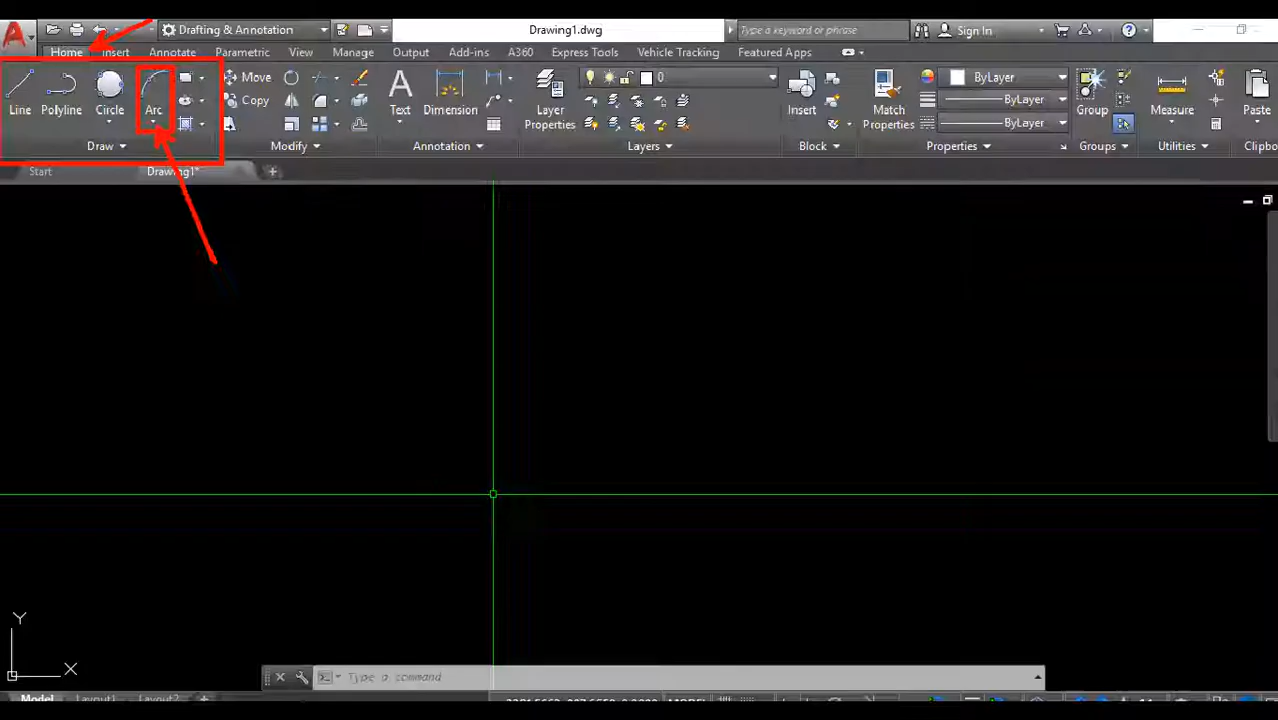 Drafting & Annotation
Drawing1.dwg
Type a keyword or phrase
Sign In
Home Insert Annotate Parametric View Manage Output Add-ins A360 Express Tools Vehicle Tracking Featured Apps
Line Polyline Circle Arc
Move
Copy
Text Dimension
Layer Properties
0
Insert
Match Properties
ByLayer
ByLayer
ByLayer
Group
Measure
Paste
Draw Modify Annotation Layers Block Properties Groups Utilities Clipbo
Start Drawing1*
Y
X
Type a command
Model Layout1 Layout2
MODEL